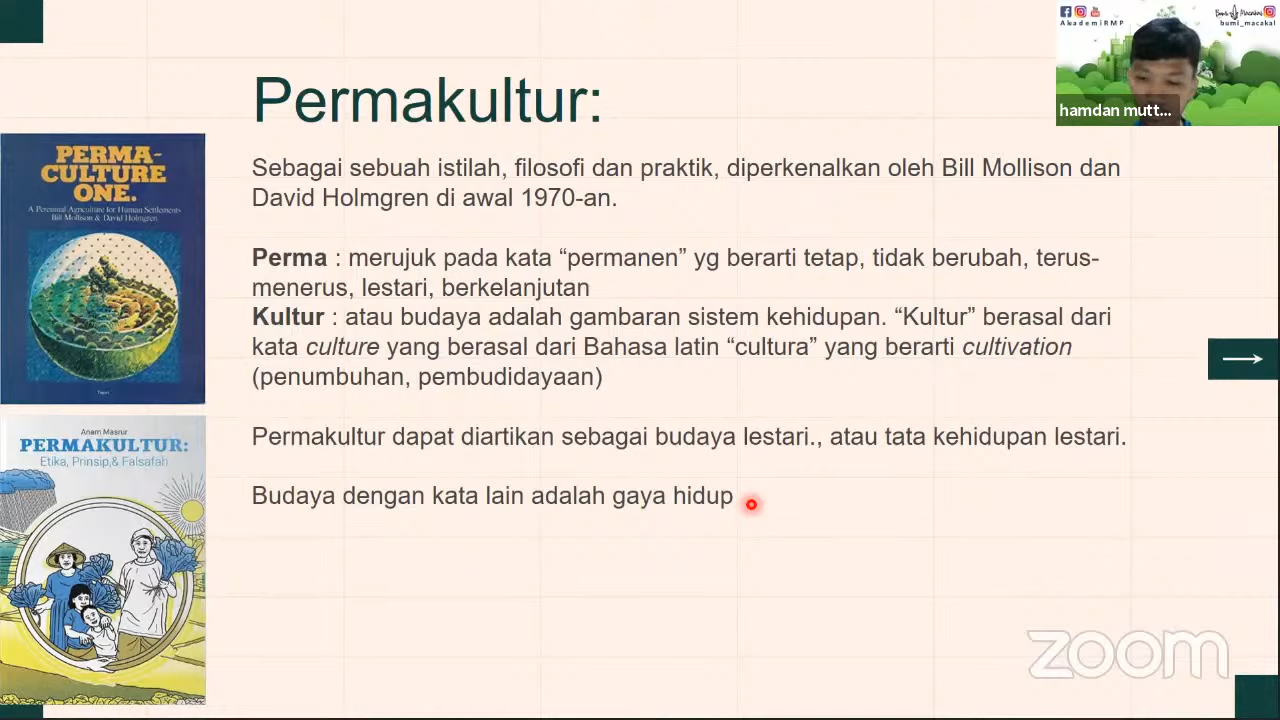 Permakultur:
Sebagai sebuah istilah, filosofi dan praktik, diperkenalkan oleh Bill Mollison dan
David Holmgren di awal 1970-an.
Perma : merujuk pada kata “permanen” yg berarti tetap, tidak berubah, terus-
menerus, lestari, berkelanjutan
Kultur : atau budaya adalah gambaran sistem kehidupan. “Kultur” berasal dari
kata culture yang berasal dari Bahasa latin “cultura” yang berarti cultivation
(penumbuhan, pembudidayaan)
Permakultur dapat diartikan sebagai budaya lestari., atau tata kehidupan lestari.
Budaya dengan kata lain adalah gaya hidup
PERMA-
CULTURE
ONE.
A Perennial Agriculture for Human Settlements
Bill Mollison & David Holmgren
Anam Masrur
PERMAKULTUR:
Etika, Prinsip,& Falsafah
AkademiRMP
bumi_macakal
hamdan mutt...
zoom